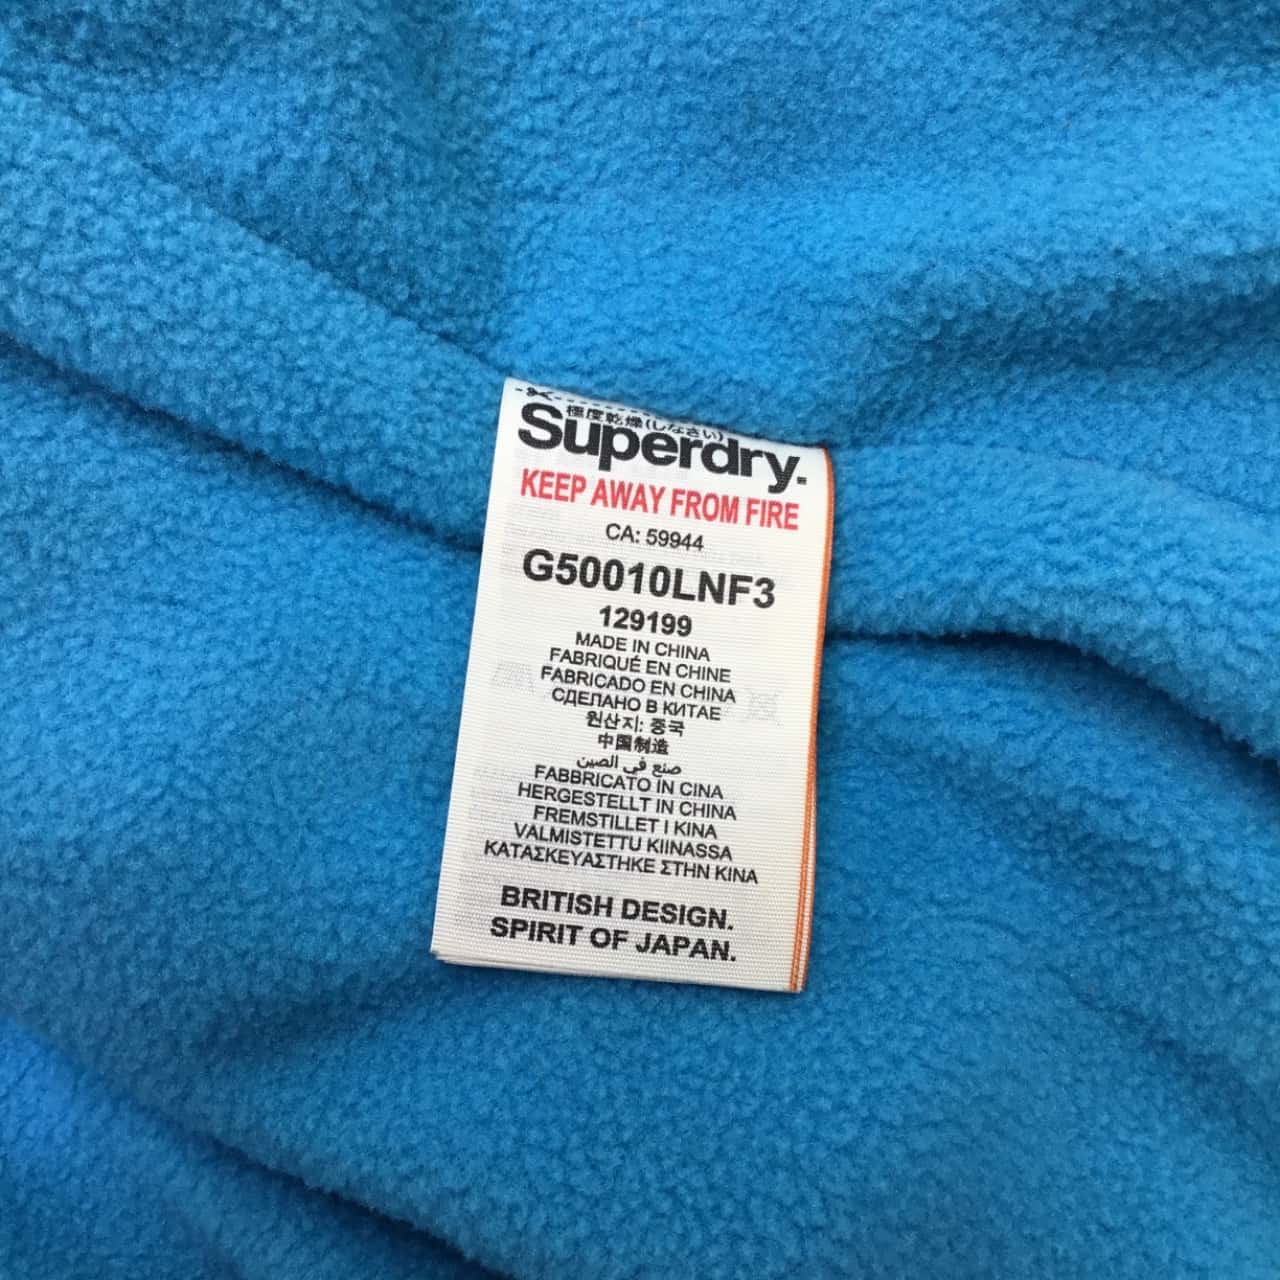 極度乾燥(しなさい)
Superdry.
KEEP AWAY FROM FIRE
CA: 59944
G50010LNF3
129199
MADE IN CHINA
FABRIQUÉ EN CHINE
FABRICADO EN CHINA
СДЕЛАНО В КИТАЕ
원산지: 중국
中国制造
صنع في الصين
FABBRICATO IN CINA
HERGESTELLT IN CHINA
FREMSTILLET I KINA
VALMISTETTU KIINASSA
ΚΑΤΑΣΚΕΥΑΣΤΗΚΕ ΣΤΗΝ ΚΙΝΑ
BRITISH DESIGN.
SPIRIT OF JAPAN.